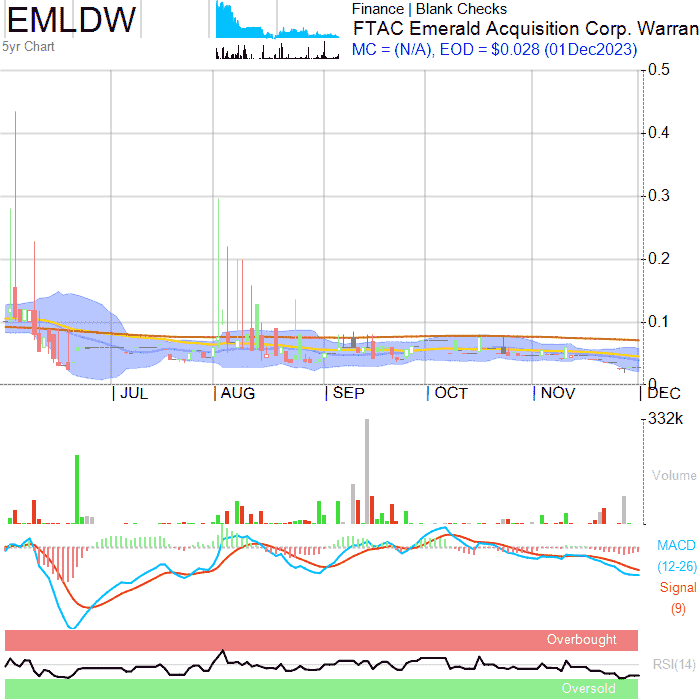 EMLDW
5yr Chart
Finance | Blank Checks
FTAC Emerald Acquisition Corp. Warran
MC = (N/A), EOD = $0.028 (01Dec2023)
0.5
0.4
0.3
0.2
0.1
0
JUL
AUG
SEP
OCT
NOV
DEC
332k
Volume
MACD
(12-26)
Signal
(9)
Overbought
RSI(14)
Oversold